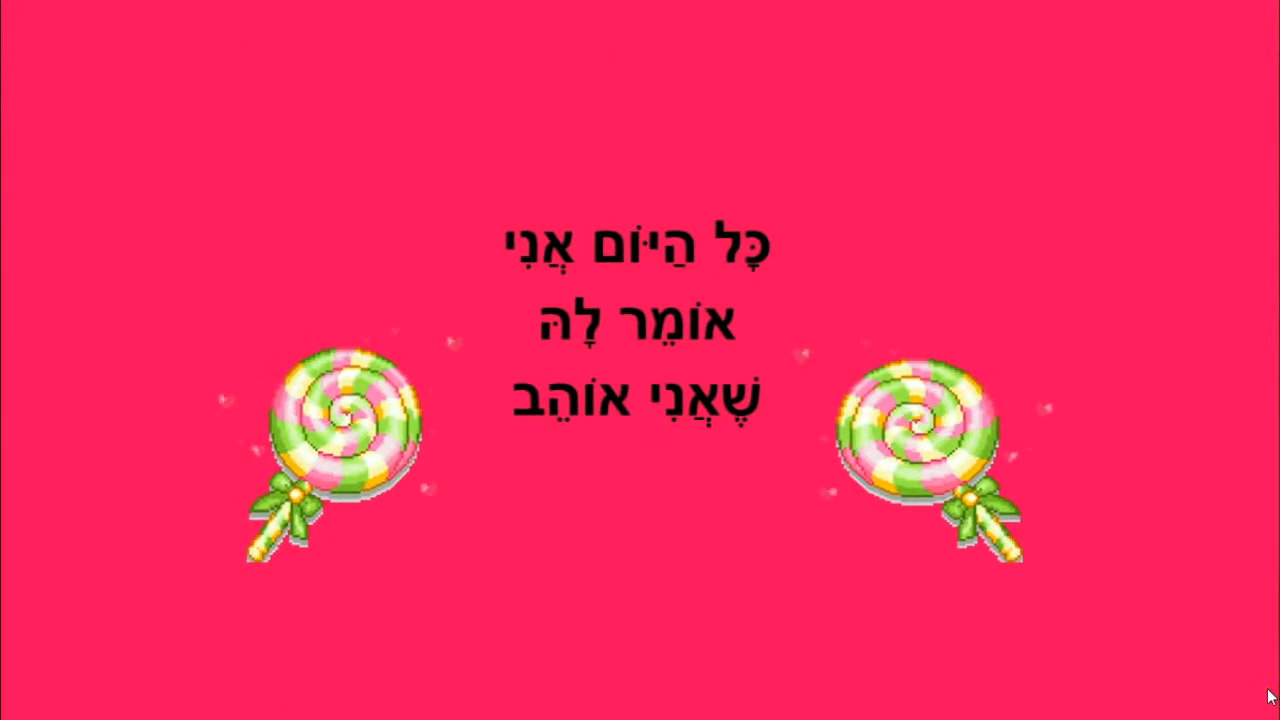 כָּל הַיּוֹם אֲנִי
אוֹמֵר לָהּ
שֶׁאֲנִי אוֹהֵב